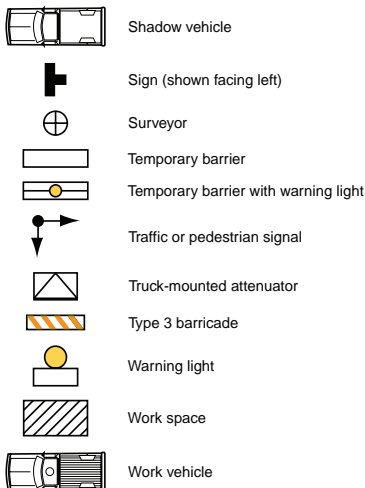 Shadow vehicle
Sign (shown facing left)
Surveyor
Temporary barrier
Temporary barrier with warning light
Traffic or pedestrian signal
Truck-mounted attenuator
Type 3 barricade
Warning light
Work space
Work vehicle